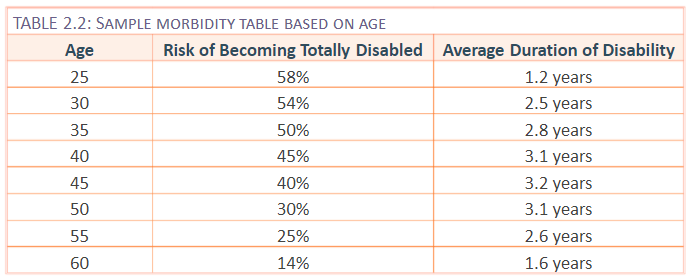 TABLE 2.2: SAMPLE MORBIDITY TABLE BASED ON AGE
Age Risk of Becoming Totally Disabled Average Duration of Disability
25 58% 1.2 years
30 54% 2.5 years
35 50% 2.8 years
40 45% 3.1 years
45 40% 3.2 years
50 30% 3.1 years
55 25% 2.6 years
60 14% 1.6 years